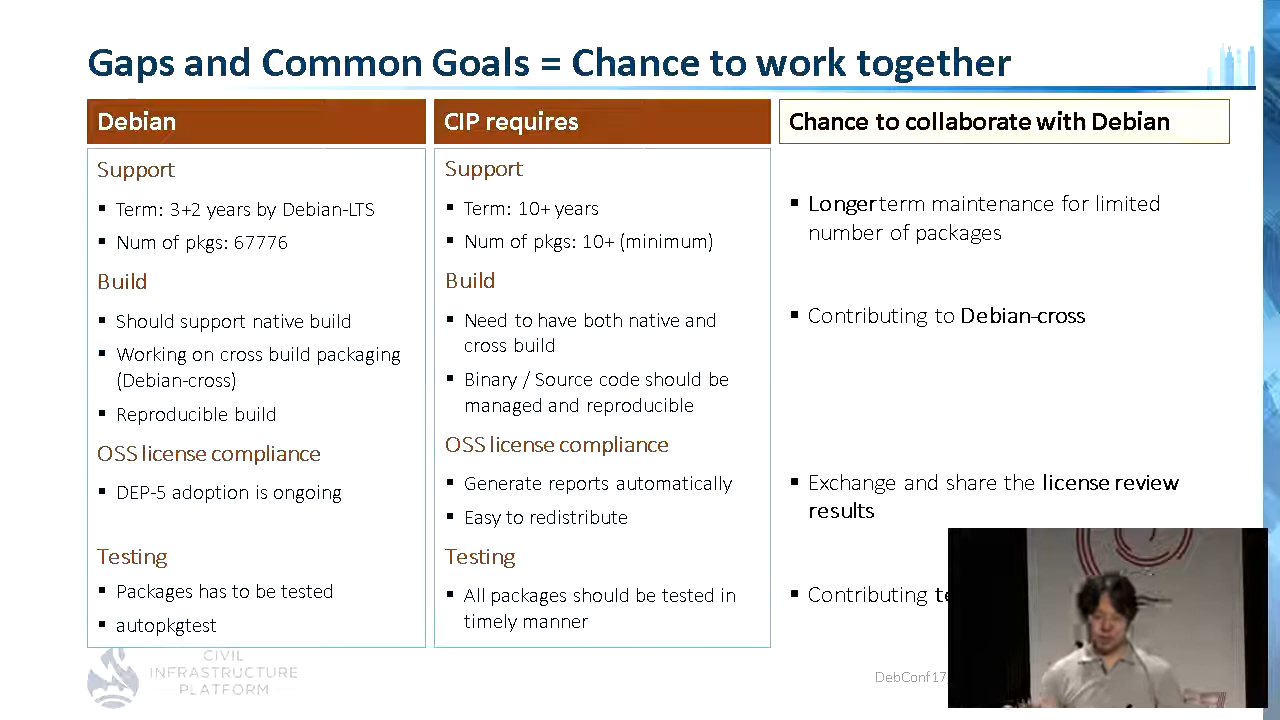 Gaps and Common Goals = Chance to work together
Debian
Support
▪ Term: 3+2 years by Debian-LTS
▪ Num of pkgs: 67776
Build
▪ Should support native build
▪ Working on cross build packaging
(Debian-cross)
▪ Reproducible build
OSS license compliance
▪ DEP-5 adoption is ongoing
Testing
▪ Packages has to be tested
▪ autopkgtest
CIP requires
Support
▪ Term: 10+ years
▪ Num of pkgs: 10+ (minimum)
Build
▪ Need to have both native and
cross build
▪ Binary / Source code should be
managed and reproducible
OSS license compliance
▪ Generate reports automatically
▪ Easy to redistribute
Testing
▪ All packages should be tested in
timely manner
Chance to collaborate with Debian
▪ Longer term maintenance for limited
number of packages
▪ Contributing to Debian-cross
▪ Exchange and share the license review
results
▪ Contributing
CIVIL
INFRASTRUCTURE
PLATFORM
DebConf17